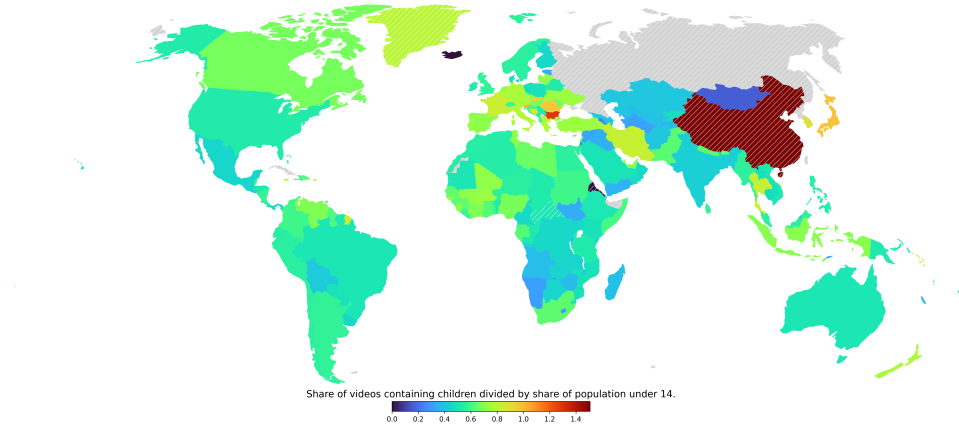 Share of videos containing children divided by share of population under 14.
0.0 0.2 0.4 0.6 0.8 1.0 1.2 1.4